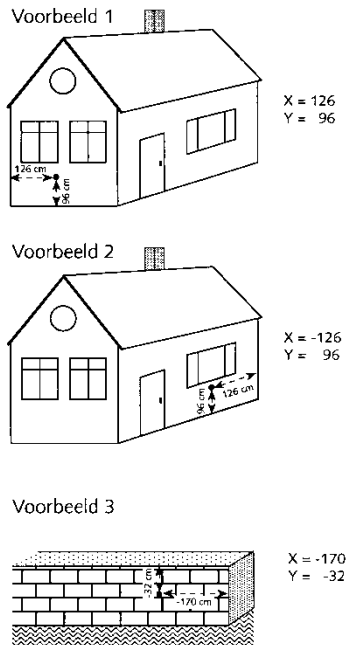 Voorbeeld 1
X = 126
Y = 96
126 cm
96 cm
Voorbeeld 2
X = -126
Y = 96
96 cm
126 cm
Voorbeeld 3
X = -170
Y = -32
-32 cm
-170 cm